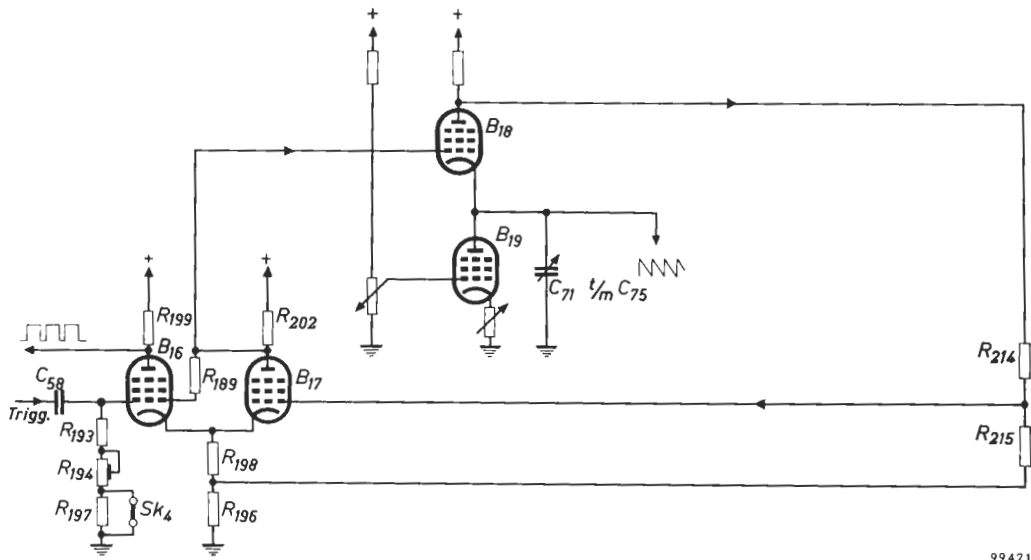 +
+
B18
B19
C71 t/m C75
+
+
R199
R202
B16
B17
R189
C58
Trigg.
R193
R194
R197
Sk4
R198
R196
R214
R215
99421